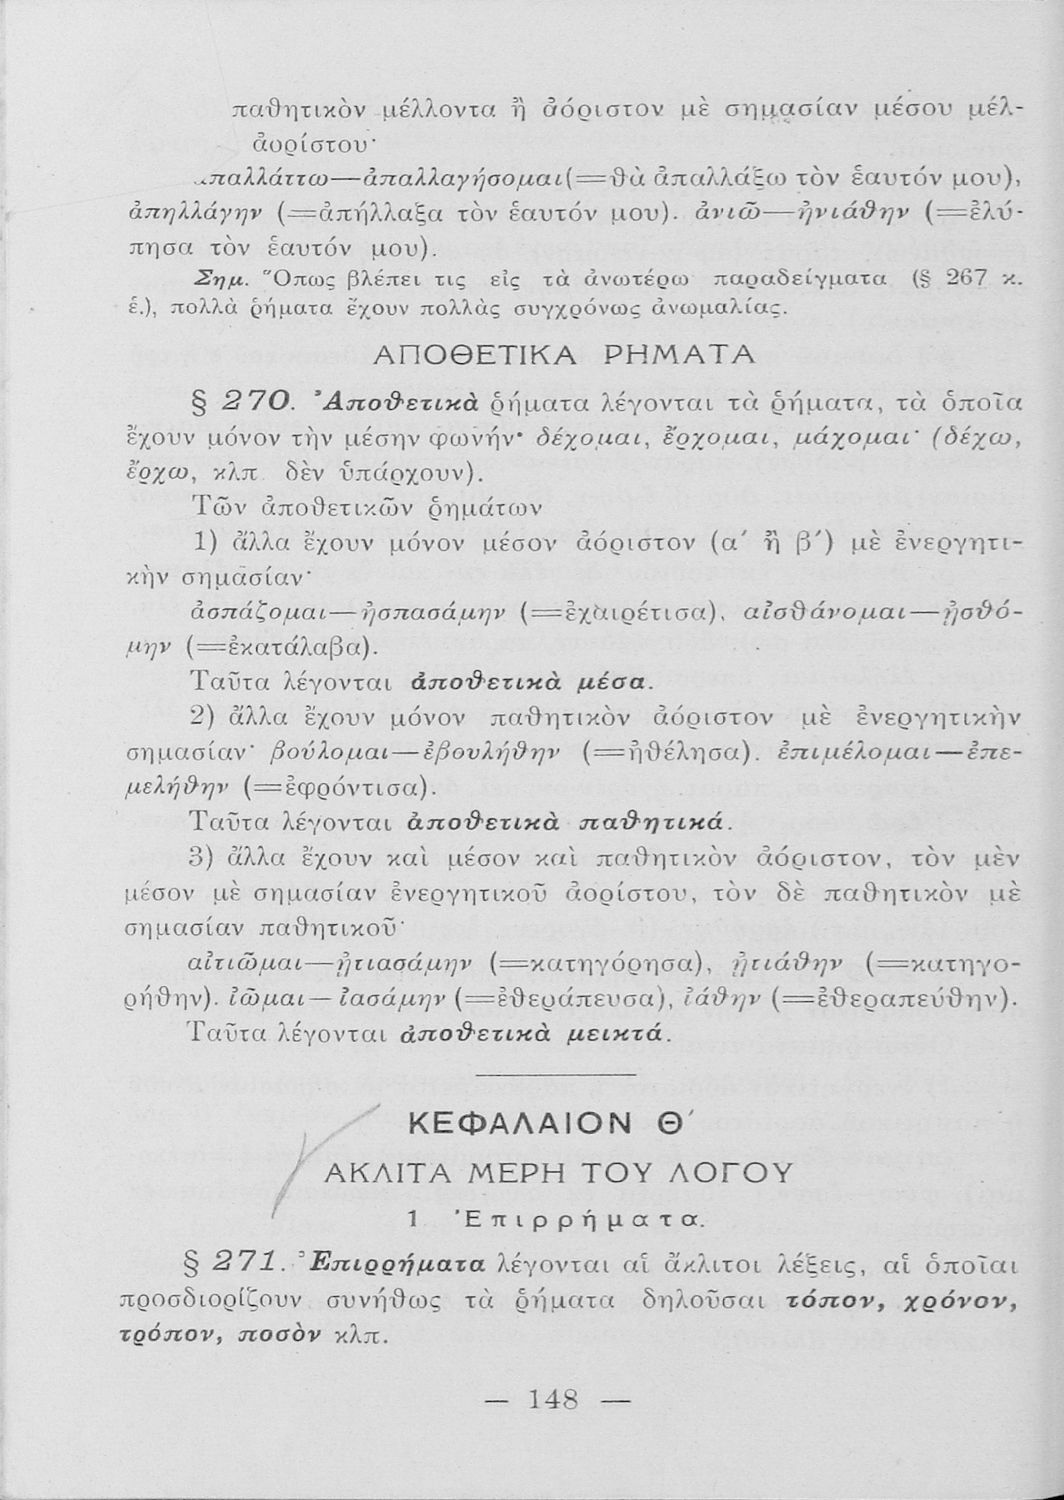 παθητικὸν μέλλοντα ἢ ἀόριστον μὲ σημασίαν μέσου μέλ-
ἀορίστου·
ἀπαλλάττω—ἀπαλλαγήσομαι (=θὰ ἀπαλλάξω τὸν ἑαυτόν μου),
ἀπηλλάγην (=ἀπήλλαξα τὸν ἑαυτόν μου). ἀνιῶ—ἠνιάθην (=ἐλύ-
πησα τὸν ἑαυτόν μου).
Σημ. Ὅπως βλέπει τις εἰς τὰ ἀνωτέρω παραδείγματα (§ 267 κ.
ἑ.), πολλὰ ῥήματα ἔχουν πολλὰς συγχρόνως ἀνωμαλίας.
ΑΠΟΘΕΤΙΚΑ ΡΗΜΑΤΑ
§ 270. Ἀποθετικὰ ῥήματα λέγονται τὰ ῥήματα, τὰ ὁποῖα
ἔχουν μόνον τὴν μέσην φωνήν· δέχομαι, ἔρχομαι, μάχομαι· (δέχω,
ἔρχω, κλπ δὲν ὑπάρχουν).
Τῶν ἀποθετικῶν ῥημάτων
1) ἄλλα ἔχουν μόνον μέσον ἀόριστον (α΄ ἢ β΄) μὲ ἐνεργητι-
κὴν σημασίαν·
ἀσπάζομαι—ἠσπασάμην (=ἐχαιρέτισα), αἰσθάνομαι—ᾐσθό-
μην (=ἐκατάλαβα).
Ταῦτα λέγονται ἀποθετικὰ μέσα.
2) ἄλλα ἔχουν μόνον παθητικὸν ἀόριστον μὲ ἐνεργητικὴν
σημασίαν· βούλομαι—ἐβουλήθην (=ἠθέλησα). ἐπιμέλομαι—ἐπε-
μελήθην (=ἐφρόντισα).
Ταῦτα λέγονται ἀποθετικὰ παθητικά.
3) ἄλλα ἔχουν καὶ μέσον καὶ παθητικὸν ἀόριστον, τὸν μὲν
μέσον μὲ σημασίαν ἐνεργητικοῦ ἀορίστου, τὸν δὲ παθητικὸν μὲ
σημασίαν παθητικοῦ·
αἰτιῶμαι—ᾐτιασάμην (=κατηγόρησα), ᾐτιάθην (=κατηγο-
ρήθην). ἰῶμαι—ἰασάμην (=ἐθεράπευσα), ἰάθην (=ἐθεραπεύθην).
Ταῦτα λέγονται ἀποθετικὰ μεικτά.
ΚΕΦΑΛΑΙΟΝ Θ΄
ΑΚΛΙΤΑ ΜΕΡΗ ΤΟΥ ΛΟΓΟΥ
1 Ἐπιρρήματα.
§ 271. Ἐπιρρήματα λέγονται αἱ ἄκλιτοι λέξεις, αἱ ὁποῖαι
προσδιορίζουν συνήθως τὰ ῥήματα δηλοῦσαι τόπον, χρόνον,
τρόπον, ποσὸν κλπ.
— 148 —